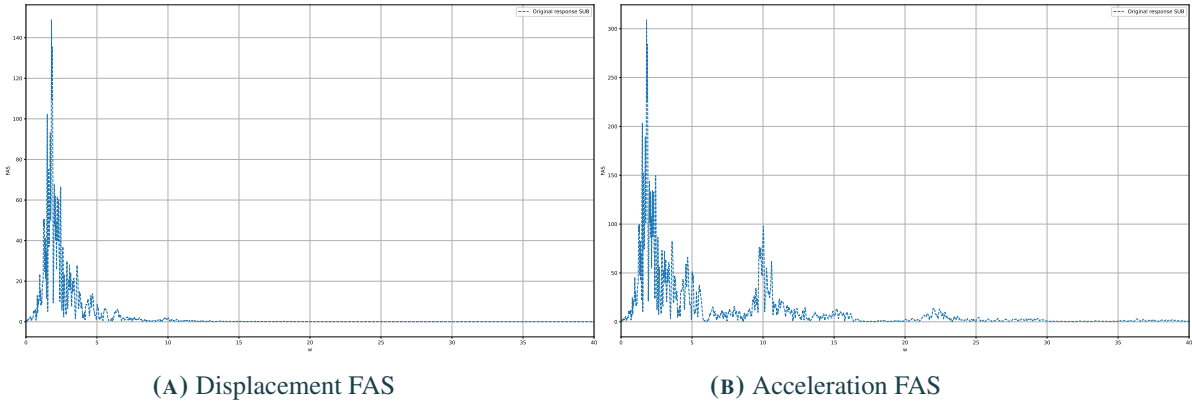 Original response SUB
FAS
140
120
100
80
60
40
20
0
0 5 10 15 20 25 30 35 40
w
Original response SUB
FAS
300
250
200
150
100
50
0
0 5 10 15 20 25 30 35 40
w
(A) Displacement FAS
(B) Acceleration FAS